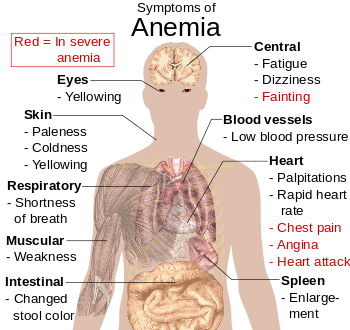 Symptoms of
Anemia
Red = In severe
anemia
Central
- Fatigue
- Dizziness
- Fainting
Eyes
- Yellowing
Skin
- Paleness
- Coldness
- Yellowing
Blood vessels
- Low blood pressure
Heart
- Palpitations
- Rapid heart
rate
- Chest pain
- Angina
- Heart attack
Respiratory
- Shortness
of breath
Muscular
- Weakness
Intestinal
- Changed
stool color
Spleen
- Enlarge-
ment